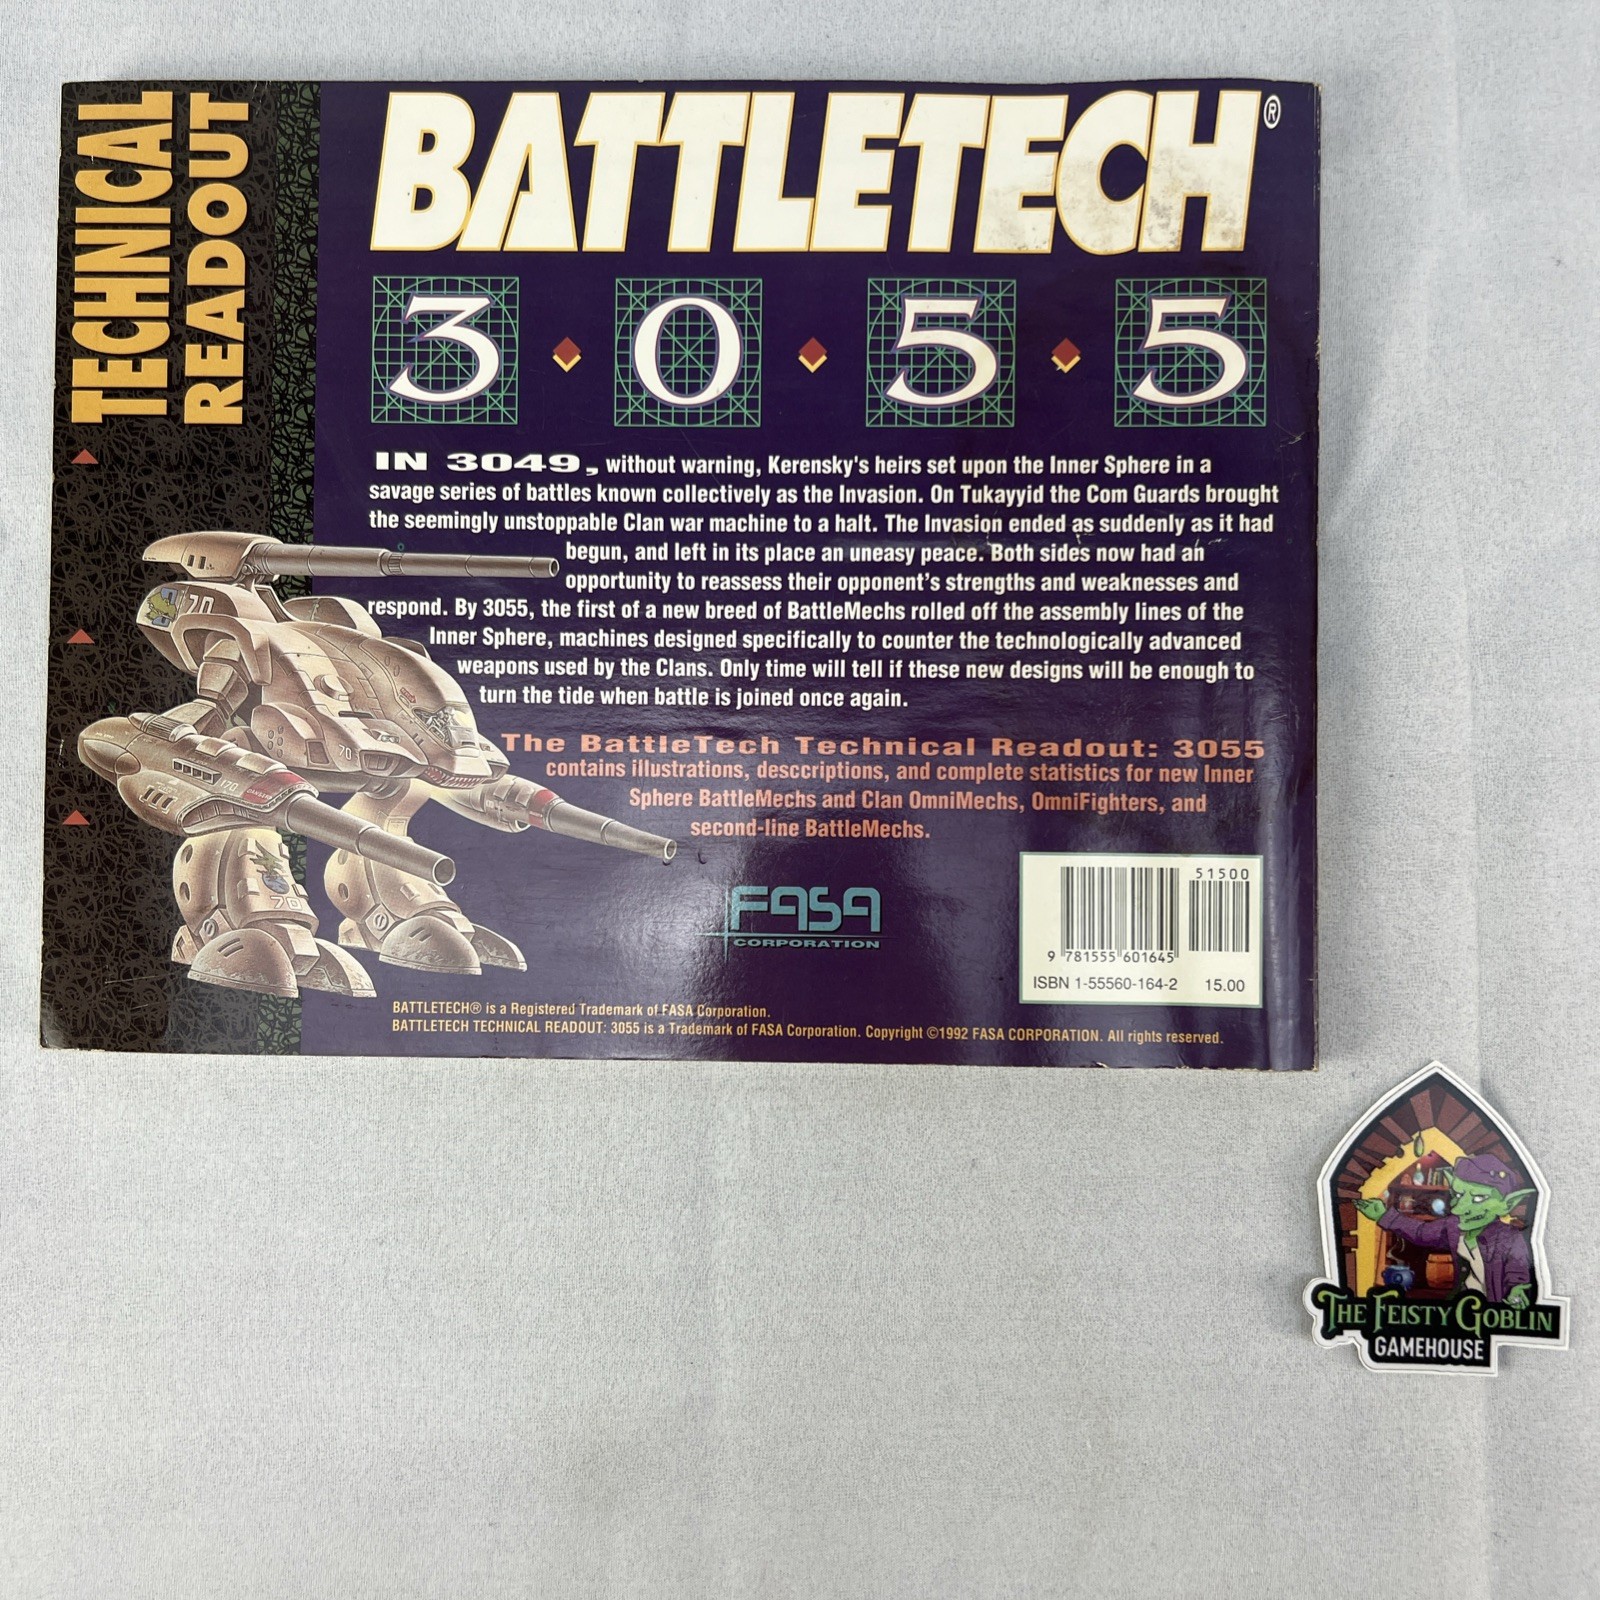 TECHNICAL
READOUT
BATTLETECH®
3 0 5 5
IN 3049, without warning, Kerensky's heirs set upon the Inner Sphere in a
savage series of battles known collectively as the Invasion. On Tukayyid the Com Guards brought
the seemingly unstoppable Clan war machine to a halt. The Invasion ended as suddenly as it had
begun, and left in its place an uneasy peace. Both sides now had an
opportunity to reassess their opponent's strengths and weaknesses and
respond. By 3055, the first of a new breed of BattleMechs rolled off the assembly lines of the
Inner Sphere, machines designed specifically to counter the technologically advanced
weapons used by the Clans. Only time will tell if these new designs will be enough to
turn the tide when battle is joined once again.
The BattleTech Technical Readout: 3055
contains illustrations, desccriptions, and complete statistics for new Inner
Sphere BattleMechs and Clan OmniMechs, OmniFighters, and
second-line BattleMechs.
70
70
170
70
FASA
CORPORATION
51500
9 781555 601645
ISBN 1-55560-164-2 15.00
BATTLETECH® is a Registered Trademark of FASA Corporation.
BATTLETECH TECHNICAL READOUT: 3055 is a Trademark of FASA Corporation. Copyright ©1992 FASA CORPORATION. All rights reserved.
THE FEISTY GOBLIN
GAMEHOUSE